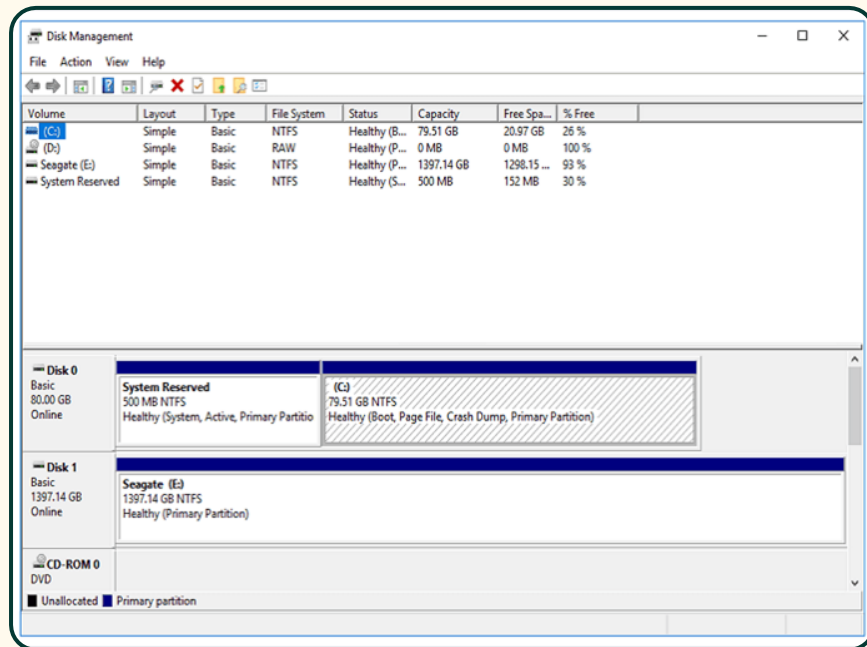 Disk Management
File Action View Help
Volume Layout Type File System Status Capacity Free Spa... % Free
(C:) Simple Basic NTFS Healthy (B... 79.51 GB 20.97 GB 26 %
(D:) Simple Basic RAW Healthy (P... 0 MB 0 MB 100 %
Seagate (E:) Simple Basic NTFS Healthy (P... 1397.14 GB 1298.15 ... 93 %
System Reserved Simple Basic NTFS Healthy (S... 500 MB 152 MB 30 %
Disk 0
Basic
80.00 GB
Online
System Reserved
500 MB NTFS
Healthy (System, Active, Primary Partitio
(C:)
79.51 GB NTFS
Healthy (Boot, Page File, Crash Dump, Primary Partition)
Disk 1
Basic
1397.14 GB
Online
Seagate (E:)
1397.14 GB NTFS
Healthy (Primary Partition)
CD-ROM 0
DVD
Unallocated Primary partition